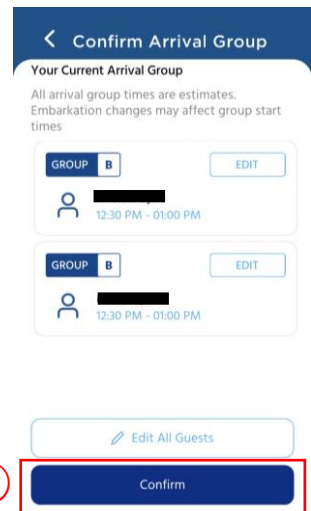 Confirm Arrival Group
Your Current Arrival Group
All arrival group times are estimates.
Embarkation changes may affect group start
times
GROUP B EDIT
12:30 PM - 01:00 PM
GROUP B EDIT
12:30 PM - 01:00 PM
Edit All Guests
Confirm